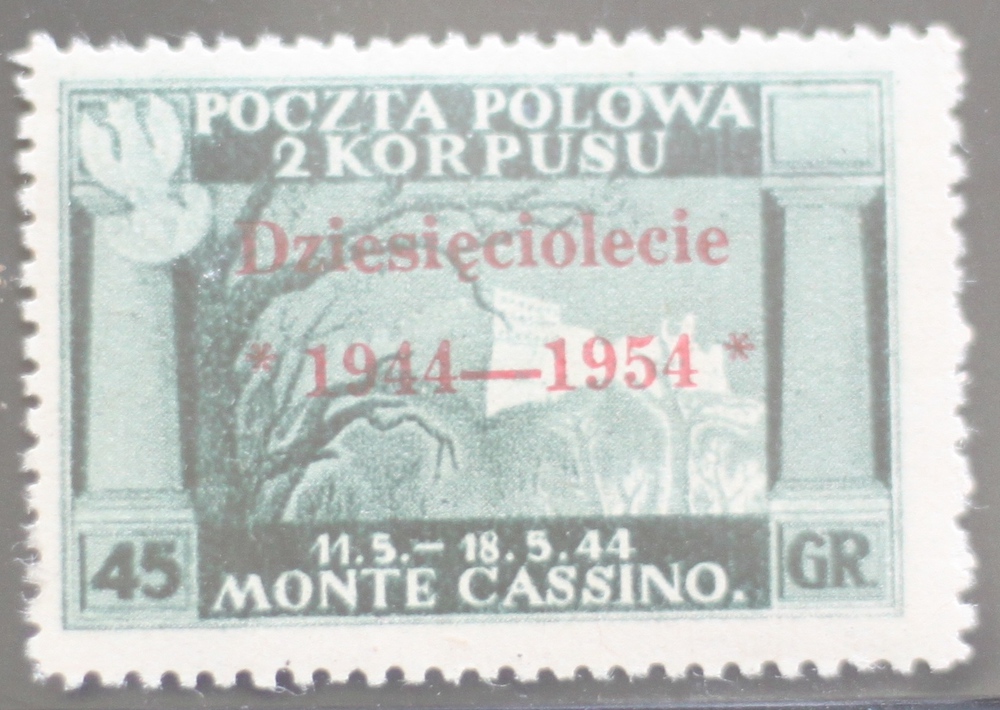 POCZTA POLOWA
2 KORPUSU
Dziesięciolecie
* 1944—1954 *
11.5.— 18.5.44
MONTE CASSINO.
45
GR.